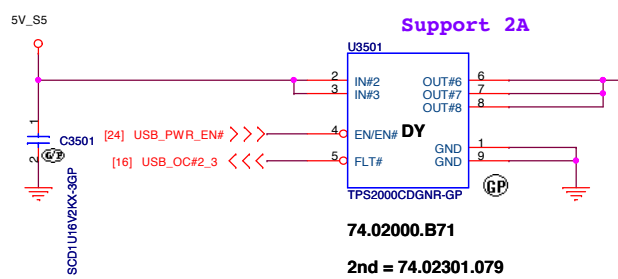 Support 2A
5V_S5
U3501
2 IN#2 OUT#6 6
3 IN#3 OUT#7 7
OUT#8 8
1
C3501
2
GP
SCD1U16V2KX-3GP
[24] USB_PWR_EN# 4 EN/EN# DY GND 1
[16] USB_OC#2_3 5 FLT# GND 9
TPS2000CDGNR-GP
GP
74.02000.B71
2nd = 74.02301.079